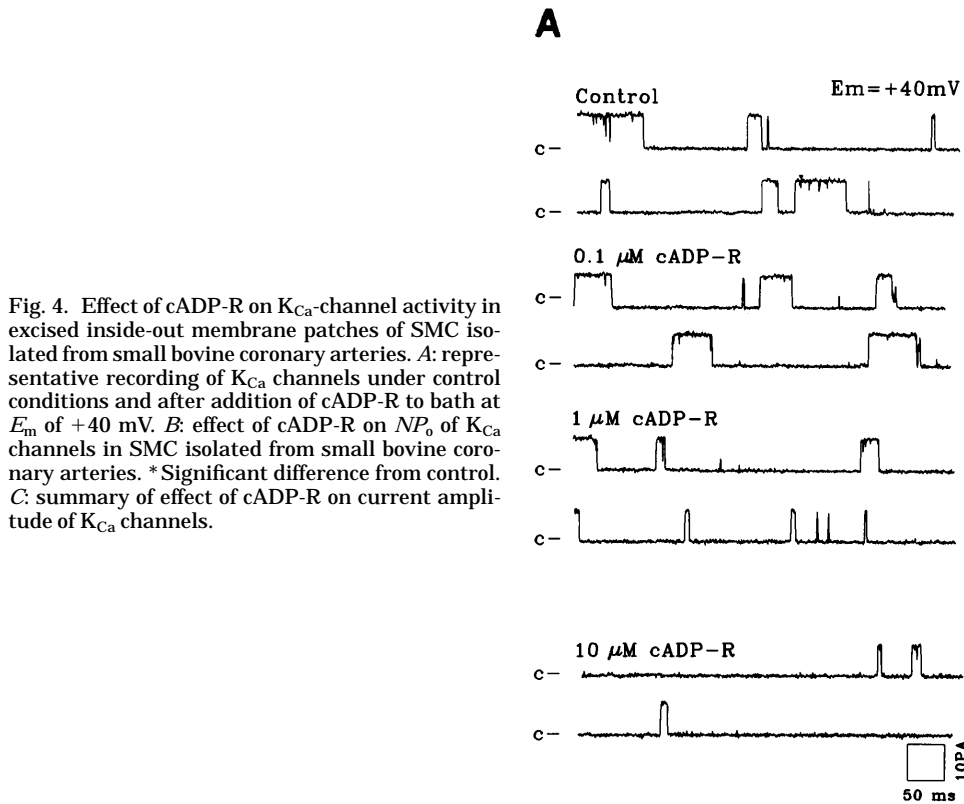 A
Em=+40mV
Control
c–
c–
0.1 μM cADP–R
c–
c–
1 μM cADP–R
c–
c–
10 μM cADP–R
c–
c–
10PA
50 ms
Fig. 4. Effect of cADP-R on KCa-channel activity in
excised inside-out membrane patches of SMC iso-
lated from small bovine coronary arteries. A: repre-
sentative recording of KCa channels under control
conditions and after addition of cADP-R to bath at
Em of +40 mV. B: effect of cADP-R on NPo of KCa
channels in SMC isolated from small bovine coro-
nary arteries. *Significant difference from control.
C: summary of effect of cADP-R on current ampli-
tude of KCa channels.